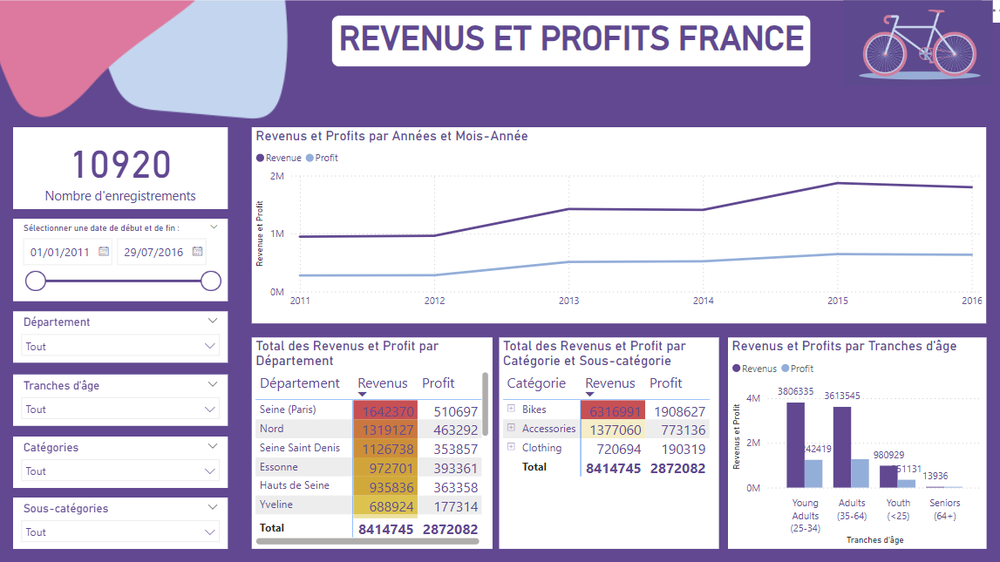 REVENUS ET PROFITS FRANCE
10920
Nombre d'enregistrements
Sélectionner une date de début et de fin :
01/01/2011 29/07/2016
Département
Tout
Tranches d'âge
Tout
Catégories
Tout
Sous-catégories
Tout
Revenus et Profits par Années et Mois-Année
Revenue Profit
Revenue et Profit
2M
1M
0M
2011 2012 2013 2014 2015 2016
Total des Revenus et Profit par
Département
Département Revenus Profit
Seine (Paris) 1642370 510697
Nord 1319127 463292
Seine Saint Denis 1126738 353857
Essonne 972701 393361
Hauts de Seine 935836 363358
Yveline 688924 177314
Total 8414745 2872082
Total des Revenus et Profit par
Catégorie et Sous-catégorie
Catégorie Revenus Profit
Bikes 6316991 1908627
Accessories 1377060 773136
Clothing 720694 190319
Total 8414745 2872082
Revenus et Profits par Tranches d'âge
Revenus Profit
Revenus et Profit
4M
2M
0M
3806335 3613545
242419 980929 13936
Young
Adults
(25-34)
Adults
(35-64)
Youth
(<25)
Seniors
(64+)
Tranches d'âge